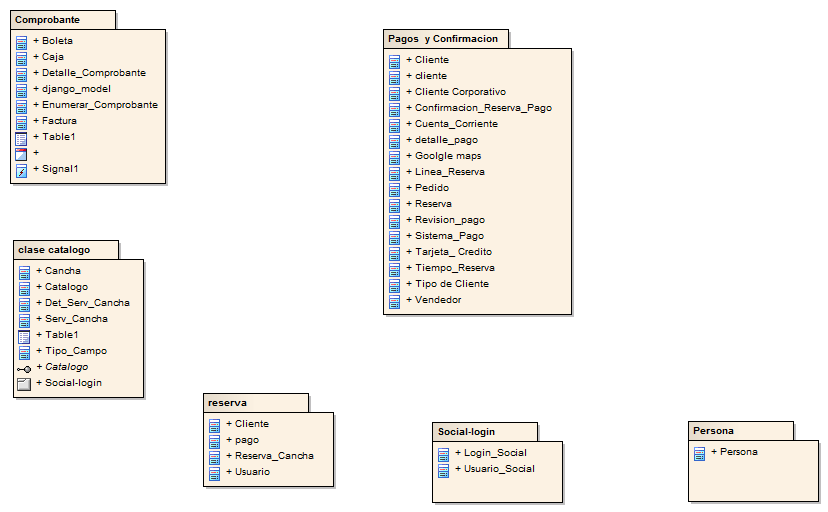 Comprobante
+ Boleta
+ Caja
+ Detalle_Comprobante
+ django_model
+ Enumerar_Comprobante
+ Factura
+ Table1
+
+ Signal1
Pagos y Confirmacion
+ Cliente
+ cliente
+ Cliente Corporativo
+ Confirmacion_Reserva_Pago
+ Cuenta_Corriente
+ detalle_pago
+ Goolgle maps
+ Linea_Reserva
+ Pedido
+ Reserva
+ Revision_pago
+ Sistema_Pago
+ Tarjeta_ Credito
+ Tiempo_Reserva
+ Tipo de Cliente
+ Vendedor
clase catalogo
+ Cancha
+ Catalogo
+ Det_Serv_Cancha
+ Serv_Cancha
+ Table1
+ Tipo_Campo
+ Catalogo
+ Social-login
reserva
+ Cliente
+ pago
+ Reserva_Cancha
+ Usuario
Social-login
+ Login_Social
+ Usuario_Social
Persona
+ Persona